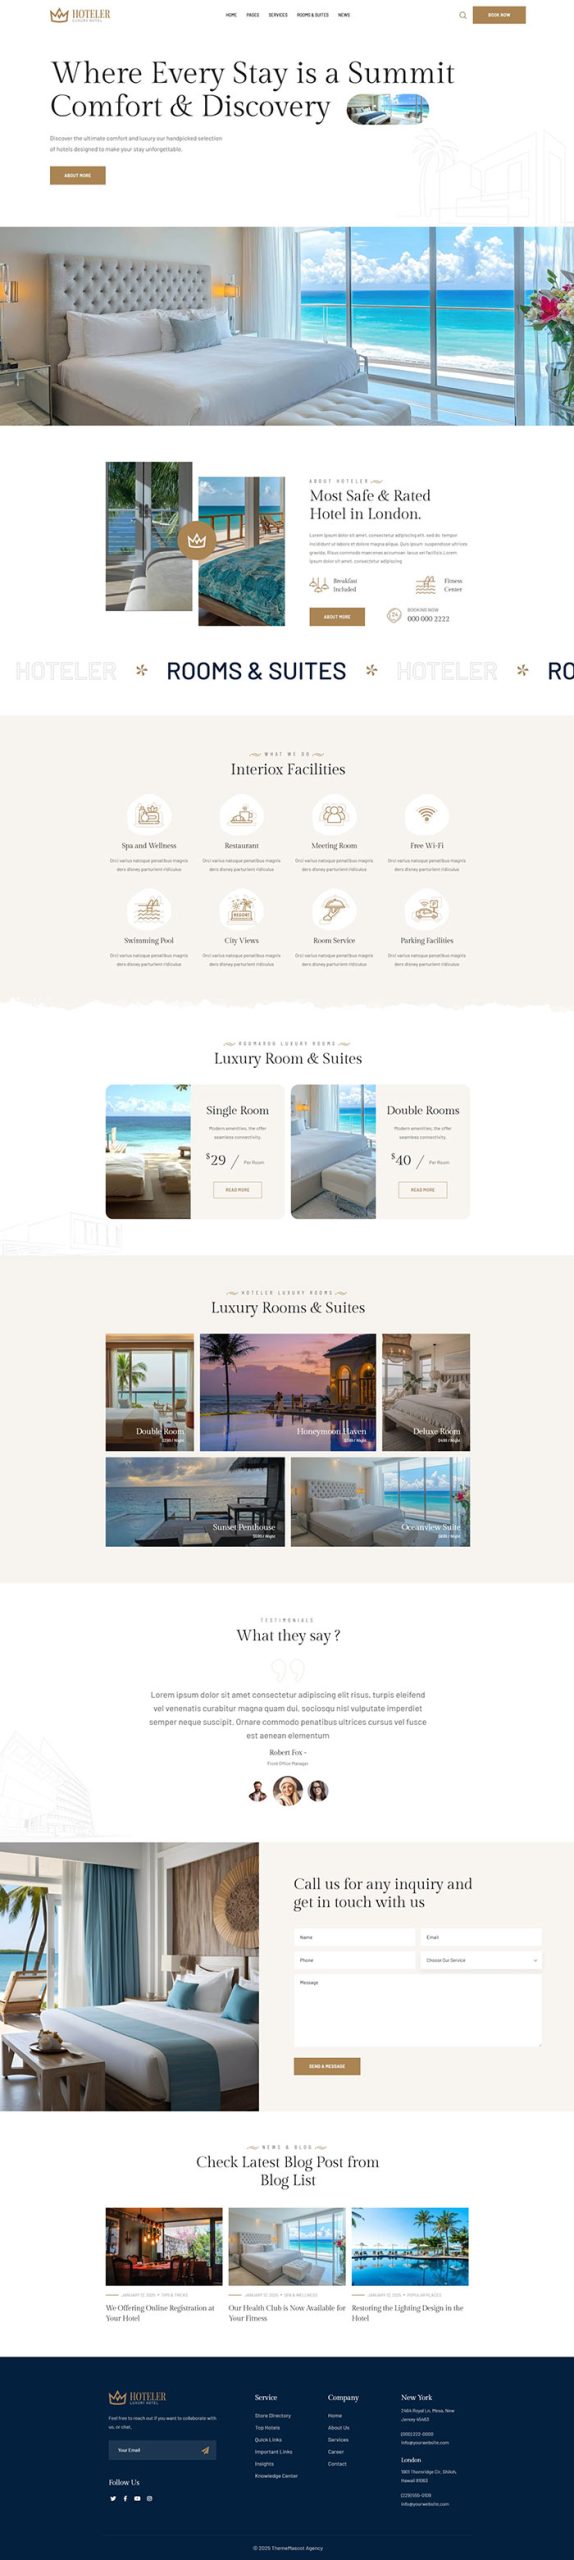 HOTELER
LUXURY HOTEL
HOME PAGES SERVICES ROOMS & SUITES NEWS
BOOK NOW
Where Every Stay is a Summit
Comfort & Discovery
Discover the ultimate comfort and luxury our handpicked selection
of hotels designed to make your stay unforgettable.
ABOUT MORE
ABOUT HOTELER
Most Safe & Rated
Hotel in London.
Lorem ipsum dolor sit amet, consectetur adipiscing elit, sed do tempor
incididunt ut labore et dolore magna aliqua. Quis ipsum suspendisse ultrices
gravida. Risus commodo maecenas accumsan lacus vel facilisis.Lorem
ipsum dolor sit amet, consectetur adipiscing
Breakfast
Included
Fitness
Center
ABOUT MORE
24
BOOKING NOW
000 000 2222
HOTELER * ROOMS & SUITES * HOTELER * RO
WHAT WE DO
Interiox Facilities
Spa and Wellness
Orci varius natoque penatibus magnis
ders disney parturient ridiculus
Restaurant
Orci varius natoque penatibus magnis
ders disney parturient ridiculus
Meeting Room
Orci varius natoque penatibus magnis
ders disney parturient ridiculus
Free Wi-Fi
Orci varius natoque penatibus magnis
ders disney parturient ridiculus
Swimming Pool
Orci varius natoque penatibus magnis
ders disney parturient ridiculus
City Views
Orci varius natoque penatibus magnis
ders disney parturient ridiculus
Room Service
Orci varius natoque penatibus magnis
ders disney parturient ridiculus
Parking Facilities
Orci varius natoque penatibus magnis
ders disney parturient ridiculus
LUXURY ROOMS
Luxury Room & Suites
Single Room
Modern amenities, the offer
seamless connectivity.
$29 / Per Room
READ MORE
Double Rooms
Modern amenities, the offer
seamless connectivity.
$40 / Per Room
READ MORE
HOTELER LUXURY ROOMS
Luxury Rooms & Suites
Double Room
Honeymoon Haven
Deluxe Room
Sunset Penthouse
Oceanview Suite
TESTIMONIALS
What they say ?
Lorem ipsum dolor sit amet consectetur adipiscing elit risus, turpis eleifend
vel venenatis curabitur magna quam dui, sociosqu nisl vulputate imperdiet
semper neque suscipit. Ornare commodo penatibus ultrices cursus vel fusce
est aenean elementum
Robert Fox -
Front Office Manager
Call us for any inquiry and
get in touch with us
Name
Email
Phone
Choose Our Service
Message
SEND A MESSAGE
NEWS & BLOG
Check Latest Blog Post from
Blog List
JANUARY 12, 2025 • TIPS & TRICKS
We Offering Online Registration at
Your Hotel
JANUARY 12, 2025 • SPA & WELLNESS
Our Health Club is Now Available for
Your Fitness
JANUARY 12, 2025 • POPULAR PLACES
Restoring the Lighting Design in the
Hotel
HOTELER
LUXURY HOTEL
Feel free to reach out if you want to collaborate with
us, or chat.
Your Email
Follow Us
Service
Store Directory
Top Hotels
Quick Links
Important Links
Insights
Knowledge Center
Company
Home
About Us
Services
Career
Contact
New York
2464 Royal Ln. Mesa, New
Jersey 45463
(000) 222-0000
info@yourwebsite.com
London
1901 Thornridge Cir. Shiloh,
Hawaii 81063
info@yourwebsite.com
© 2025 ThemeMascot Agency